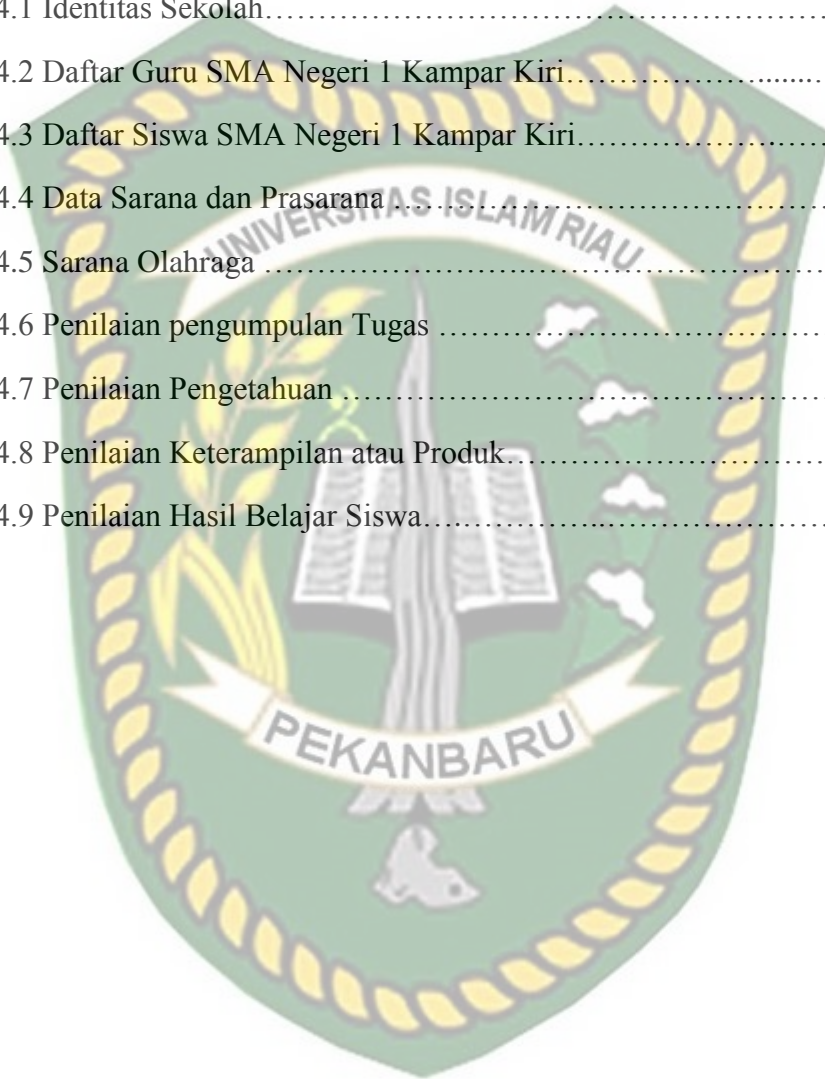 4.1 Identitas Sekolah……………………………………………
4.2 Daftar Guru SMA Negeri 1 Kampar Kiri……………….......…
4.3 Daftar Siswa SMA Negeri 1 Kampar Kiri………………..……
4.4 Data Sarana dan Prasarana ……………………………………
UNIVERSITAS ISLAM RIAU
4.5 Sarana Olahraga ……………………..…………………………
4.6 Penilaian pengumpulan Tugas …………………………………
4.7 Penilaian Pengetahuan …………………………………………
4.8 Penilaian Keterampilan atau Produk……………………………
4.9 Penilaian Hasil Belajar Siswa….…………...……………………
PEKANBARU